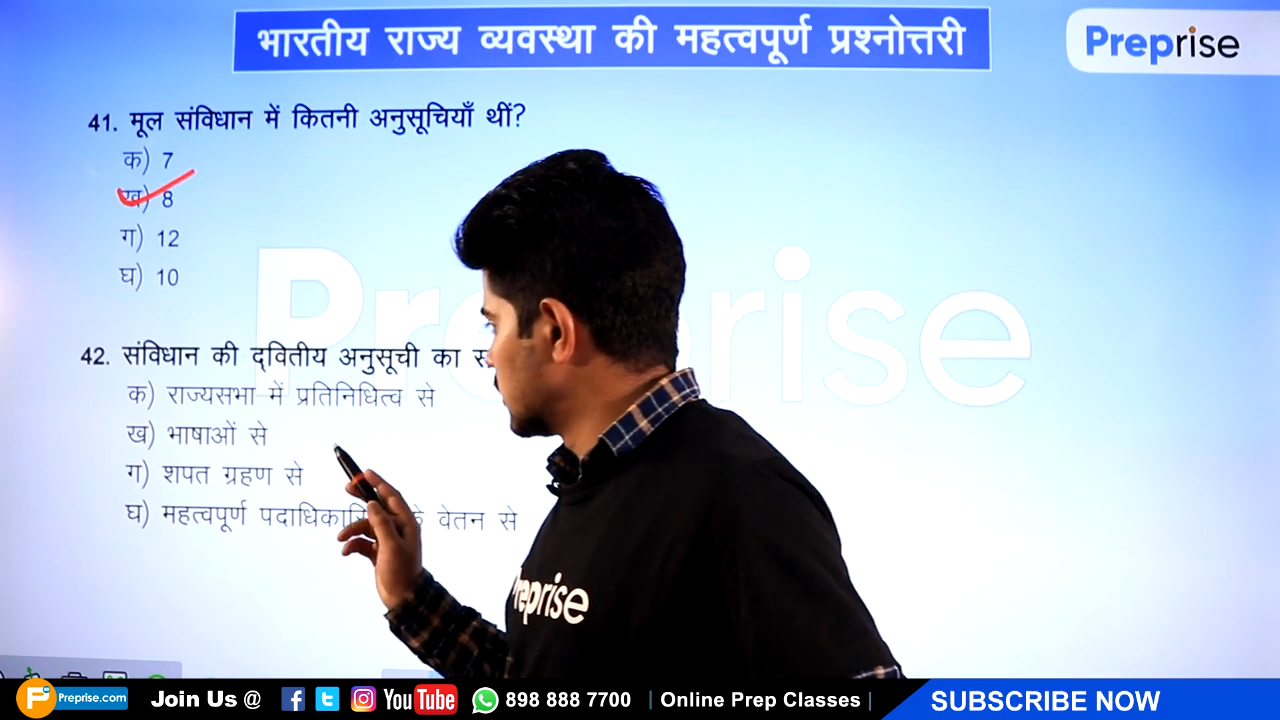 भारतीय राज्य व्यवस्था की महत्वपूर्ण प्रश्नोत्तरी
Preprise
41. मूल संविधान में कितनी अनुसूचियाँ थीं?
क) 7
ख) 8
ग) 12
घ) 10
Preprise
42. संविधान की द्वितीय अनुसूची का
क) राज्यसभा में प्रतिनिधित्व से
ख) भाषाओं से
ग) शपत ग्रहण से
घ) महत्वपूर्ण वेतन से
Preprise
Preprise.com Join Us @ YouTube 898 888 7700 | Online Prep Classes | SUBSCRIBE NOW